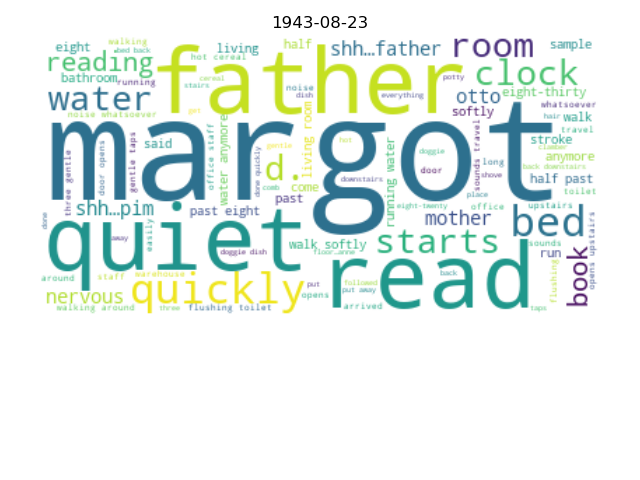 1943-08-23
walking
half
shh...father
room
sample
eight
living
hot cereal
bed back
reading
father
clock
bathroom
running
cereal
stairs
noise
dish
everything
potty
otto
eight-thirty
water
softly
whatsoever
noise whatsoever
hair
walk
travel
get
margot
stroke
said
three gentle
door opens
gentle taps
office staff
water anymore
done quickly
gentle
living room
hot
running water
doggie
sounds travel
long
climber
anymore
back downstairs
d.
comb
come
downstairs
door
shove
half past
easily
past
place
toilet
shh...pim
past eight
eight-twenty
office
upstairs
mother
bed
done
away
quiet
doggie dish
walk softly
floor...anne
starts
run
sounds
opens upstairs
around
staff
warehouse
put
followed
put away
back
read
flushing
book
nervous
quickly
opens
arrived
walking around
three
flushing toilet
taps